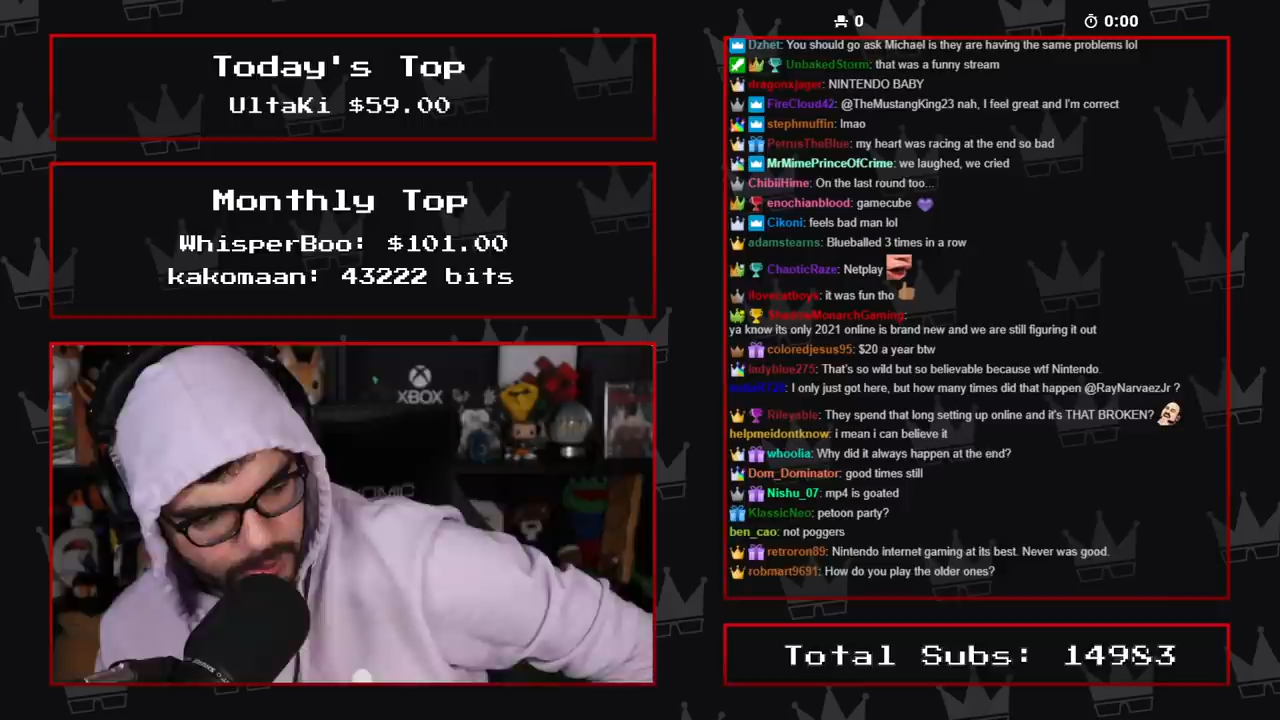 Today's Top
UltaKi $59.00
Monthly Top
WhisperBoo: $101.00
kakomaan: 43222 bits
XBOX
0
0:00
Dzhet: You should go ask Michael is they are having the same problems lol
UnbakedStorm: that was a funny stream
dragonxjager: NINTENDO BABY
FireCloud42: @TheMustangKing23 nah, I feel great and I'm correct
stephmuffin: lmao
PetrusTheBlue: my heart was racing at the end so bad
MrMimePrinceOfCrime: we laughed, we cried
ChibiiHime: On the last round too...
enochianblood: gamecube
Cikoni: feels bad man lol
adamstearns: Blueballed 3 times in a row
ChaoticRaze: Netplay
ilovecatboys: it was fun tho
ya know its only 2021 online is brand new and we are still figuring it out
coloredjesus95: $20 a year btw
ladyblue275: That's so wild but so believable because wtf Nintendo.
I only just got here, but how many times did that happen @RayNarvaezJr ?
Rileyable: They spend that long setting up online and it's THAT BROKEN?
helpmeidontknow: i mean i can believe it
whoolia: Why did it always happen at the end?
Dom_Dominator: good times still
Nishu_07: mp4 is goated
KlassicNeo: petoon party?
ben_cao: not poggers
retroron89: Nintendo internet gaming at its best. Never was good.
robmart9691: How do you play the older ones?
Total Subs: 14983